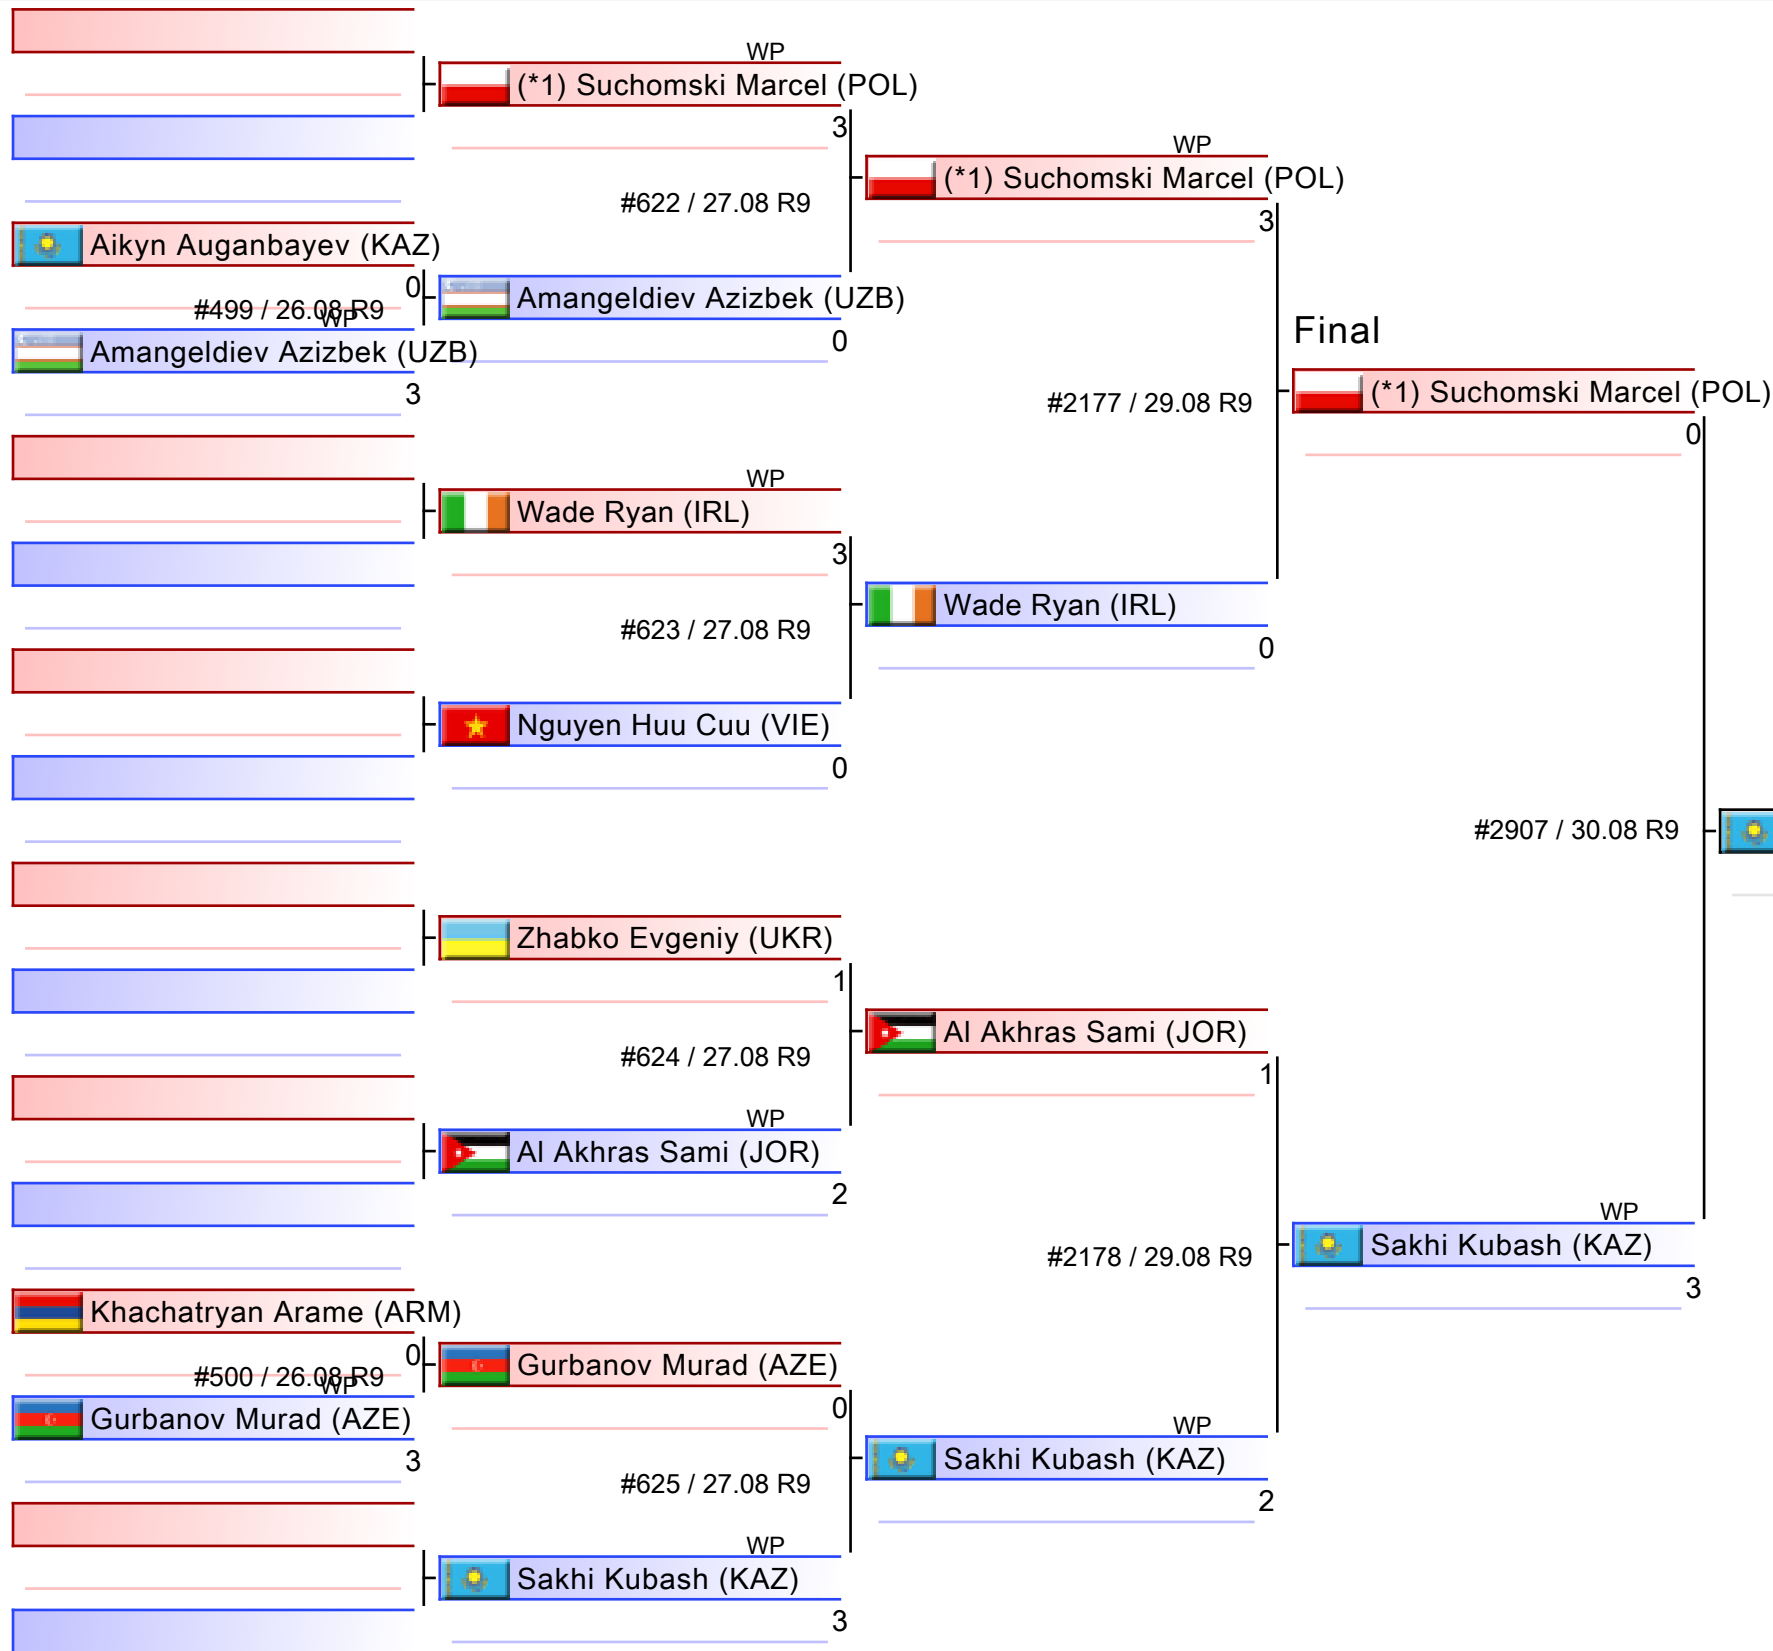 WP
(*1) Suchomski Marcel (POL)
3
#622 / 27.08 R9
Aikyn Auganbayev (KAZ)
0
#499 / 26.08 R9
WP
Amangeldiev Azizbek (UZB)
3
Amangeldiev Azizbek (UZB)
0
WP
(*1) Suchomski Marcel (POL)
3
#2177 / 29.08 R9
Final
(*1) Suchomski Marcel (POL)
0
WP
Wade Ryan (IRL)
3
#623 / 27.08 R9
Wade Ryan (IRL)
0
Nguyen Huu Cuu (VIE)
0
#2907 / 30.08 R9
Zhabko Evgeniy (UKR)
1
#624 / 27.08 R9
Al Akhras Sami (JOR)
1
WP
Al Akhras Sami (JOR)
2
#2178 / 29.08 R9
WP
Sakhi Kubash (KAZ)
3
Khachatryan Arame (ARM)
0
#500 / 26.08 R9
WP
Gurbanov Murad (AZE)
3
Gurbanov Murad (AZE)
0
#625 / 27.08 R9
WP
Sakhi Kubash (KAZ)
2
WP
Sakhi Kubash (KAZ)
3